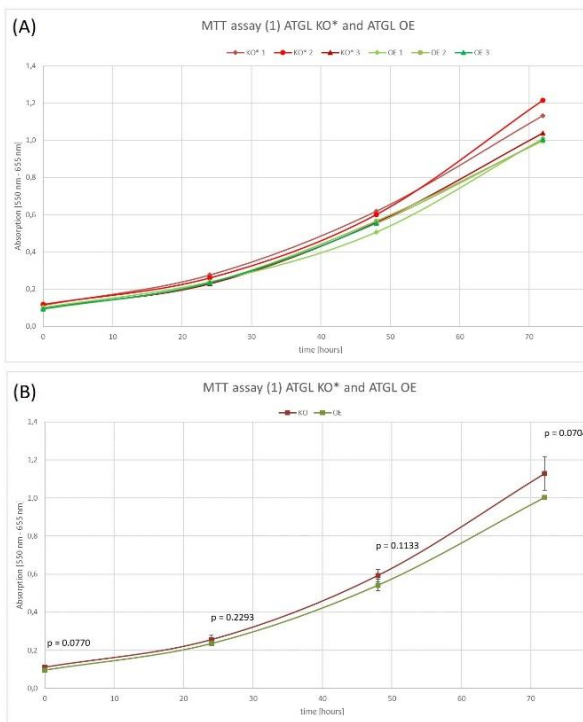 (A)
MTT assay (1) ATGL KO* and ATGL OE
KO* 1 KO* 2 KO* 3 OE 1 OE 2 OE 3
1,4
1,2
1,0
0,8
0,6
0,4
0,2
0,0
Absorption [550 nm - 655 nm]
0 10 20 30 40 50 60 70
time [hours]
(B)
MTT assay (1) ATGL KO* and ATGL OE
KO OE
1,4
1,2
1,0
0,8
0,6
0,4
0,2
0,0
Absorption [550 nm - 655 nm]
p = 0.0704
p = 0.1133
p = 0.2293
p = 0.0770
0 10 20 30 40 50 60 70
time [hours]